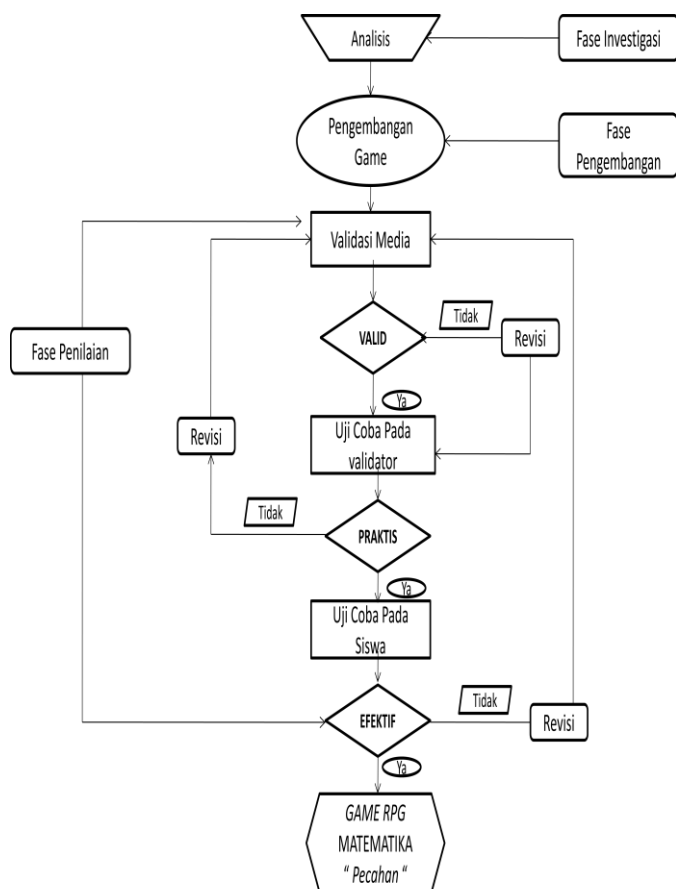 Analisis
Fase Investigasi
Pengembangan
Game
Fase
Pengembangan
Validasi Media
Tidak
VALID
Revisi
Fase Penilaian
Ya
Uji Coba Pada
validator
Revisi
Tidak
PRAKTIS
Ya
Uji Coba Pada
Siswa
Tidak
EFEKTIF
Revisi
Ya
GAME RPG
MATEMATIKA
“ Pecahan “